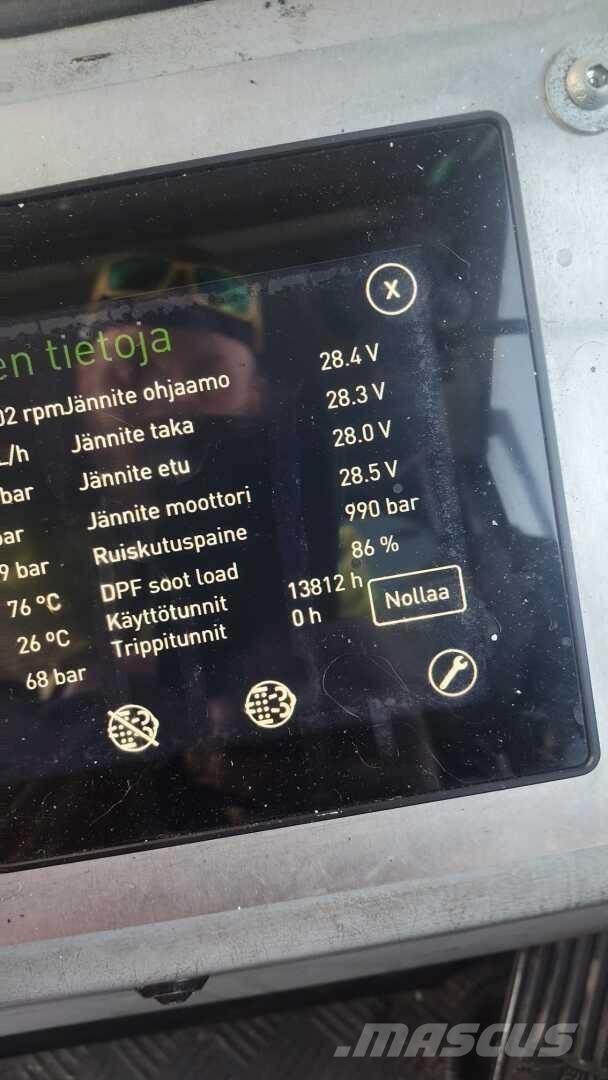 en tietoja
X
02 rpm Jännite ohjaamo 28.4 V
L/h Jännite taka 28.3 V
bar Jännite etu 28.0 V
bar Jännite moottori 28.5 V
9 bar Ruiskutuspaine 990 bar
76 ºC DPF soot load 86 %
26 ºC Käyttötunnit 13812 h
68 bar Trippitunnit 0 h Nollaa
.MASCUS